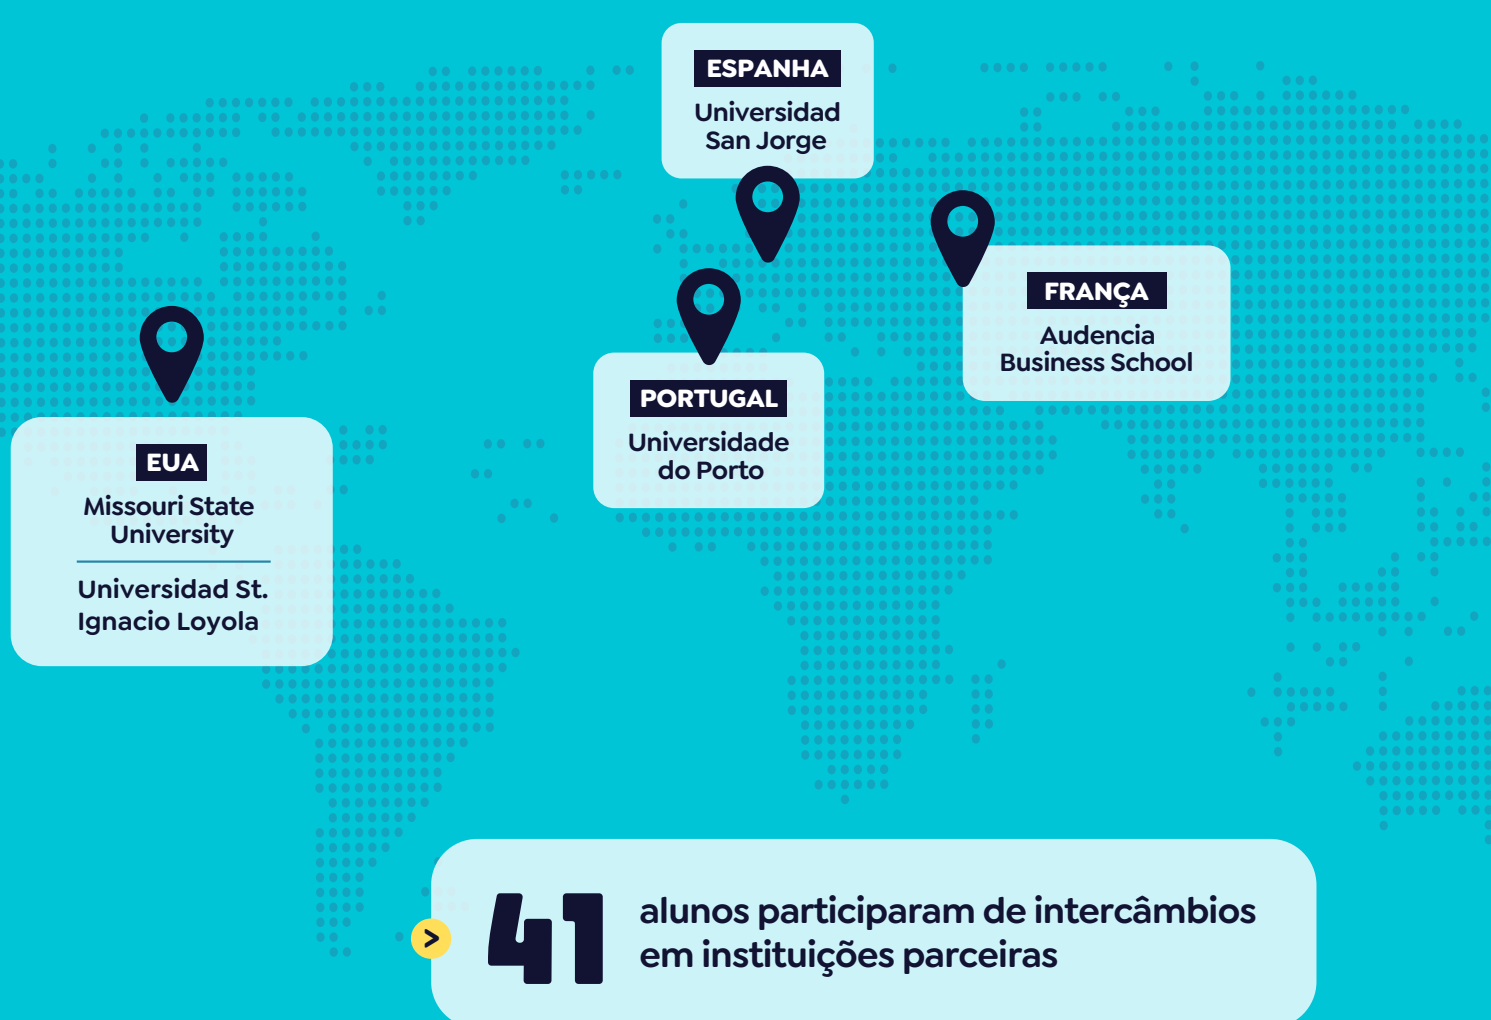 ESPANHA
Universidad
San Jorge
FRANÇA
Audencia
Business School
PORTUGAL
Universidade
do Porto
EUA
Missouri State
University
Universidad St.
Ignacio Loyola
>
41
alunos participaram de intercâmbios
em instituições parceiras